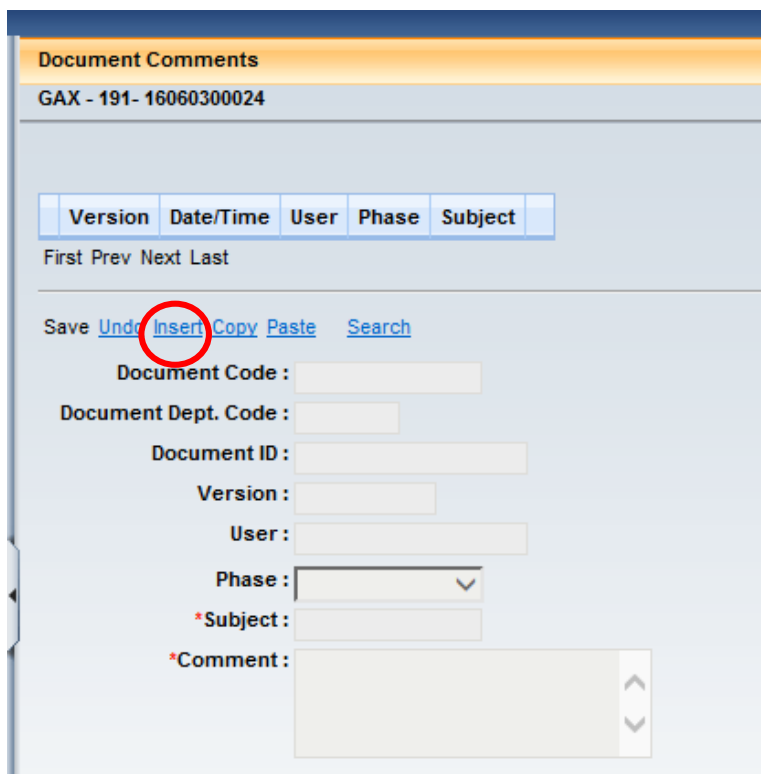 Document Comments
GAX - 191- 16060300024
Version Date/Time User Phase Subject
First Prev Next Last
Save Undo Insert Copy Paste Search
Document Code :
Document Dept. Code :
Document ID :
Version :
User :
Phase :
*Subject :
*Comment :